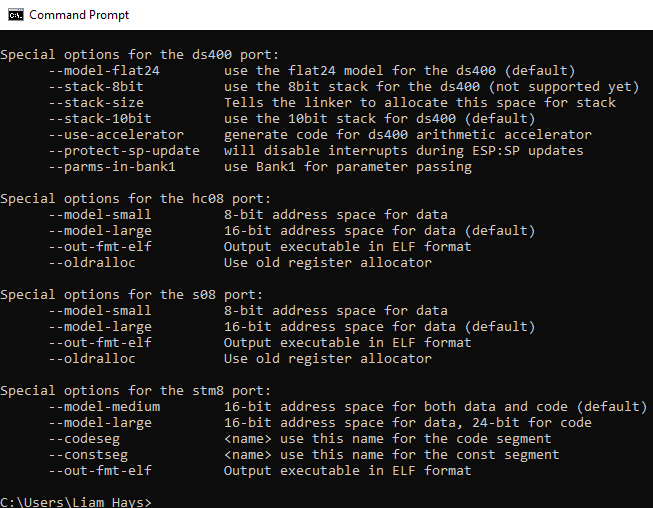 Command Prompt
Special options for the ds400 port:
--model-flat24 use the flat24 model for the ds400 (default)
--stack-8bit use the 8bit stack for the ds400 (not supported yet)
--stack-size Tells the linker to allocate this space for stack
--stack-10bit use the 10bit stack for ds400 (default)
--use-accelerator generate code for ds400 arithmetic accelerator
--protect-sp-update will disable interrupts during ESP:SP updates
--parms-in-bank1 use Bank1 for parameter passing
Special options for the hc08 port:
--model-small 8-bit address space for data
--model-large 16-bit address space for data (default)
--out-fmt-elf Output executable in ELF format
--oldralloc Use old register allocator
Special options for the s08 port:
--model-small 8-bit address space for data
--model-large 16-bit address space for data (default)
--out-fmt-elf Output executable in ELF format
--oldralloc Use old register allocator
Special options for the stm8 port:
--model-medium 16-bit address space for both data and code (default)
--model-large 16-bit address space for data, 24-bit for code
--codeseg <name> use this name for the code segment
--constseg <name> use this name for the const segment
--out-fmt-elf Output executable in ELF format
C:\Users\Liam Hays>